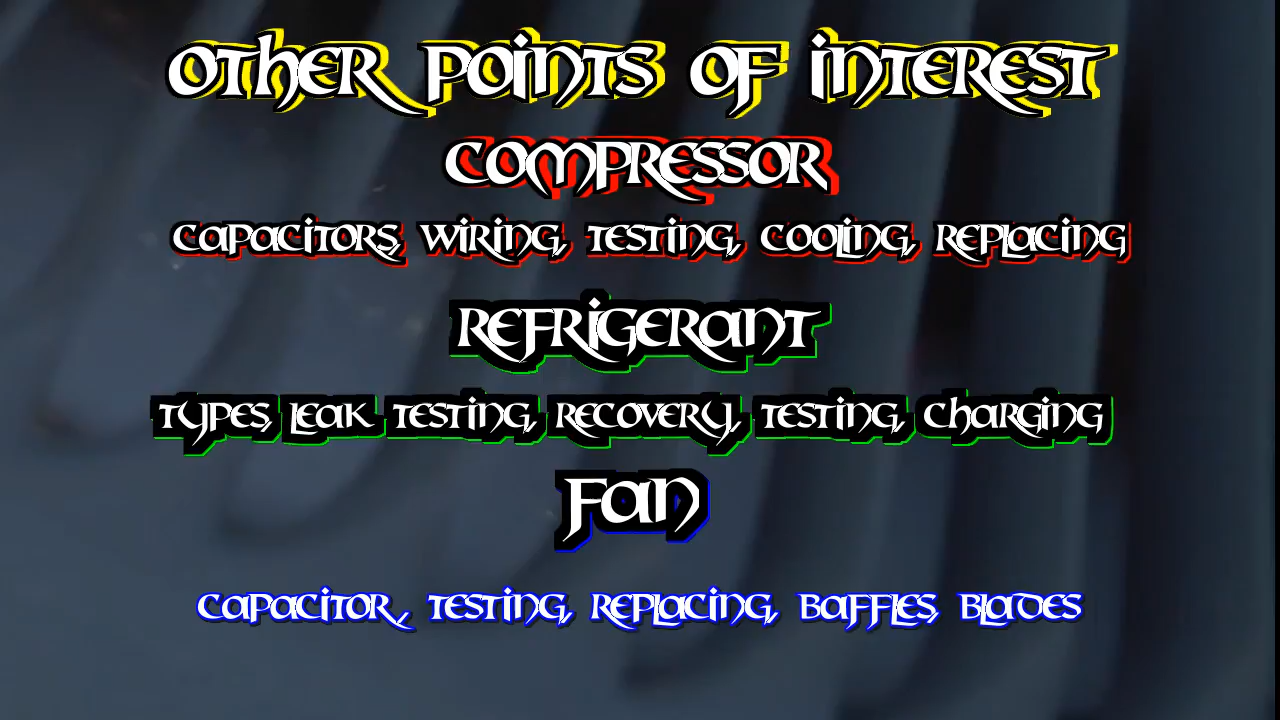 OTHER POINTS OF INTEREST
COMPRESSOR
CAPACITORS, WIRING, TESTING, COOLING, REPLACING
REFRIGERANT
TYPES, LEAK TESTING, RECOVERY, TESTING, CHARGING
FAN
CAPACITOR, TESTING, REPLACING, BAFFLES, BLADES